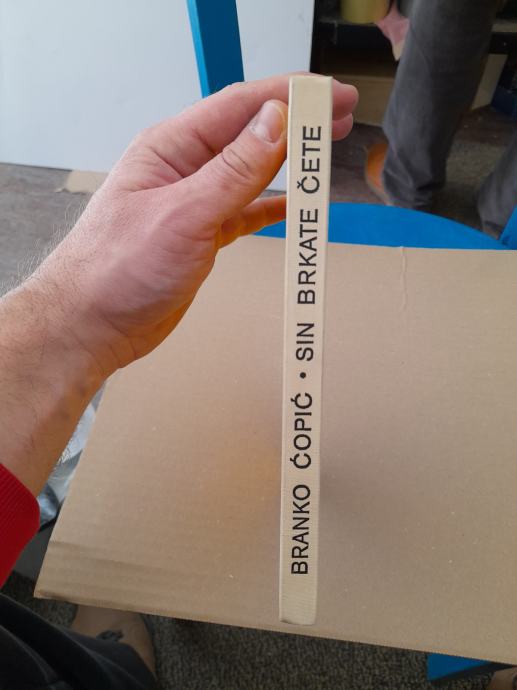 BRANKO ĆOPIĆ • SIN BRKATE ČETE